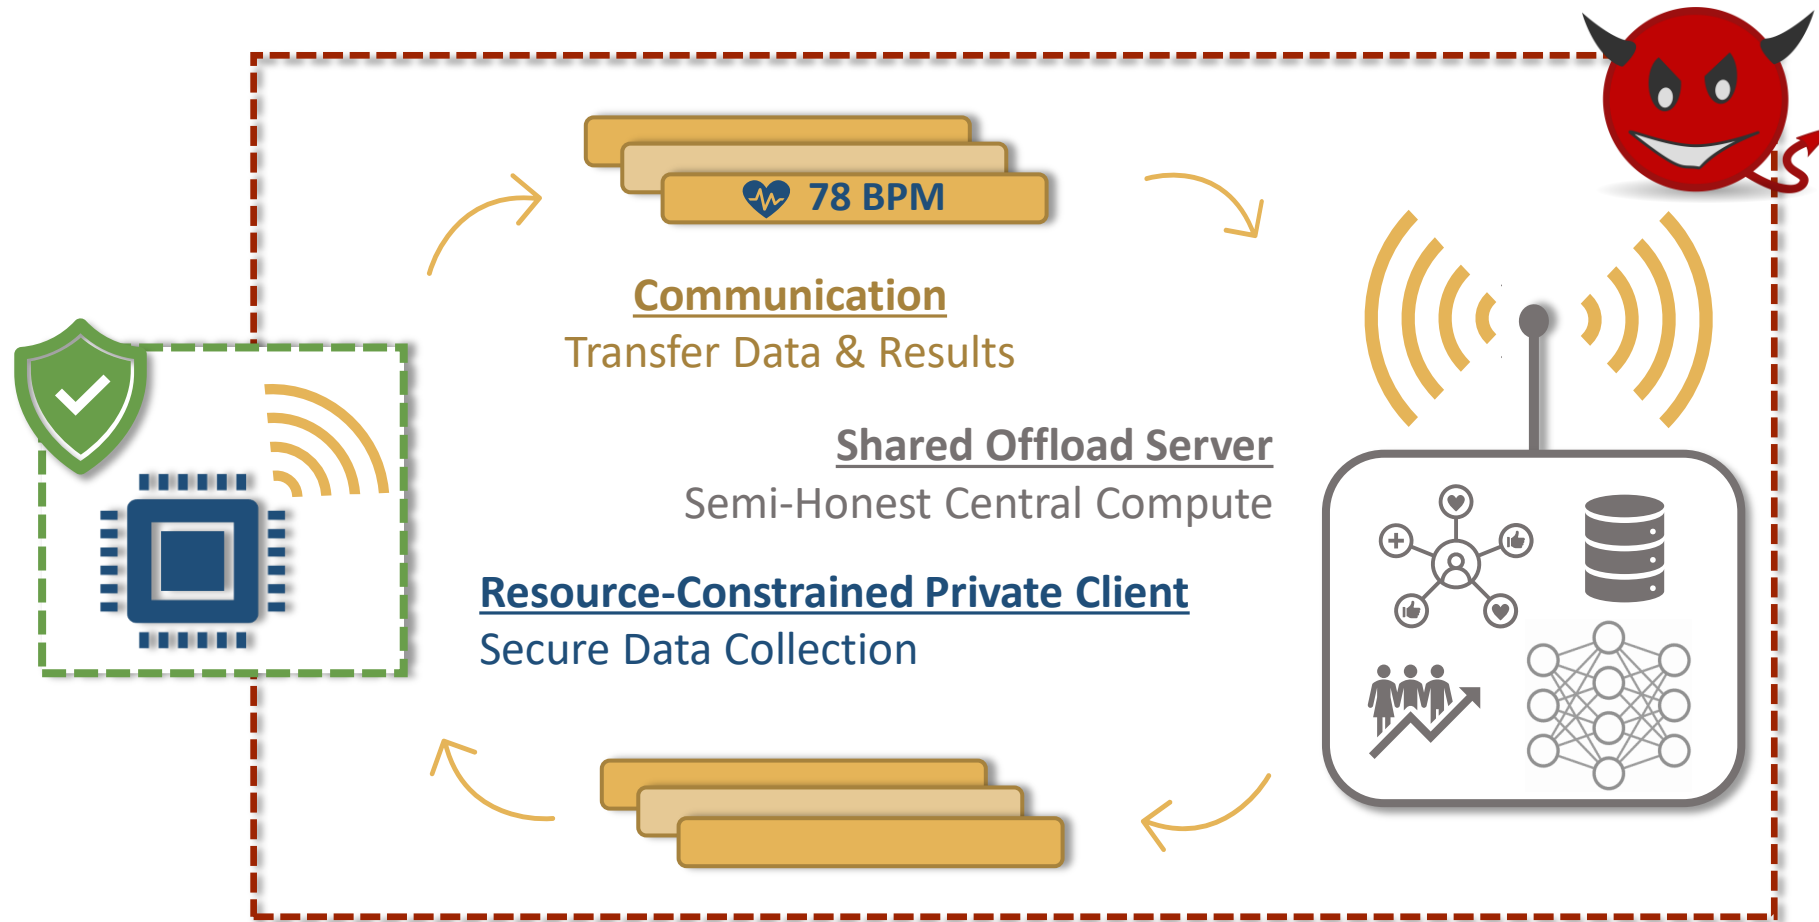 78 BPM
Communication
Transfer Data & Results
Shared Offload Server
Semi-Honest Central Compute
Resource-Constrained Private Client
Secure Data Collection